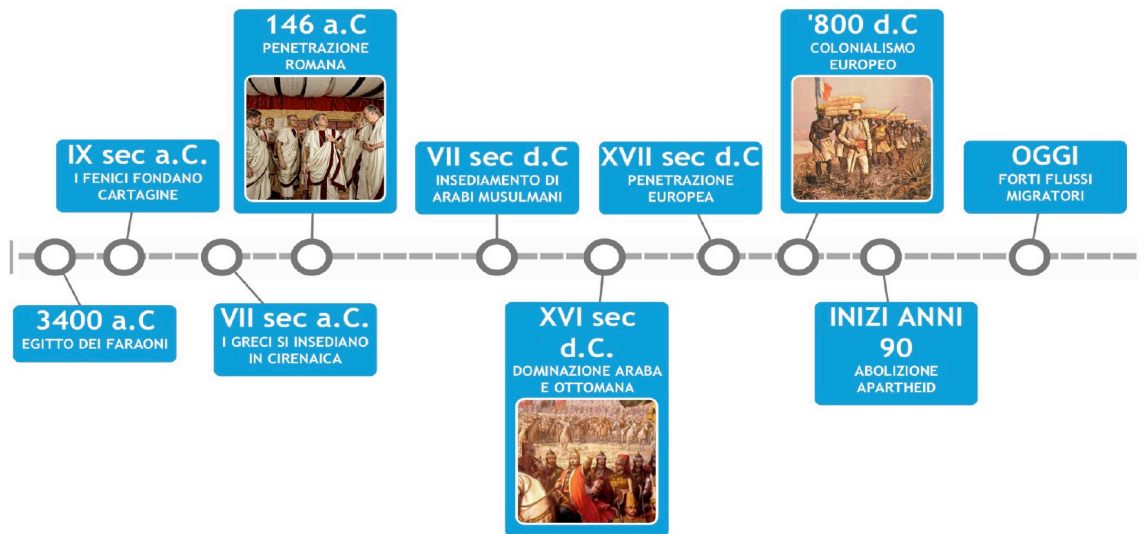 3400 a.C
EGITTO DEI FARAONI
IX sec a.C.
I FENICI FONDANO
CARTAGINE
VII sec a.C.
I GRECI SI INSEDIANO
IN CIRENAICA
146 a.C
PENETRAZIONE
ROMANA
VII sec d.C
INSEDIAMENTO DI
ARABI MUSULMANI
XVI sec
d.C.
DOMINAZIONE ARABA
E OTTOMANA
XVII sec d.C
PENETRAZIONE
EUROPEA
'800 d.C
COLONIALISMO
EUROPEO
INIZI ANNI
90
ABOLIZIONE
APARTHEID
OGGI
FORTI FLUSSI
MIGRATORI